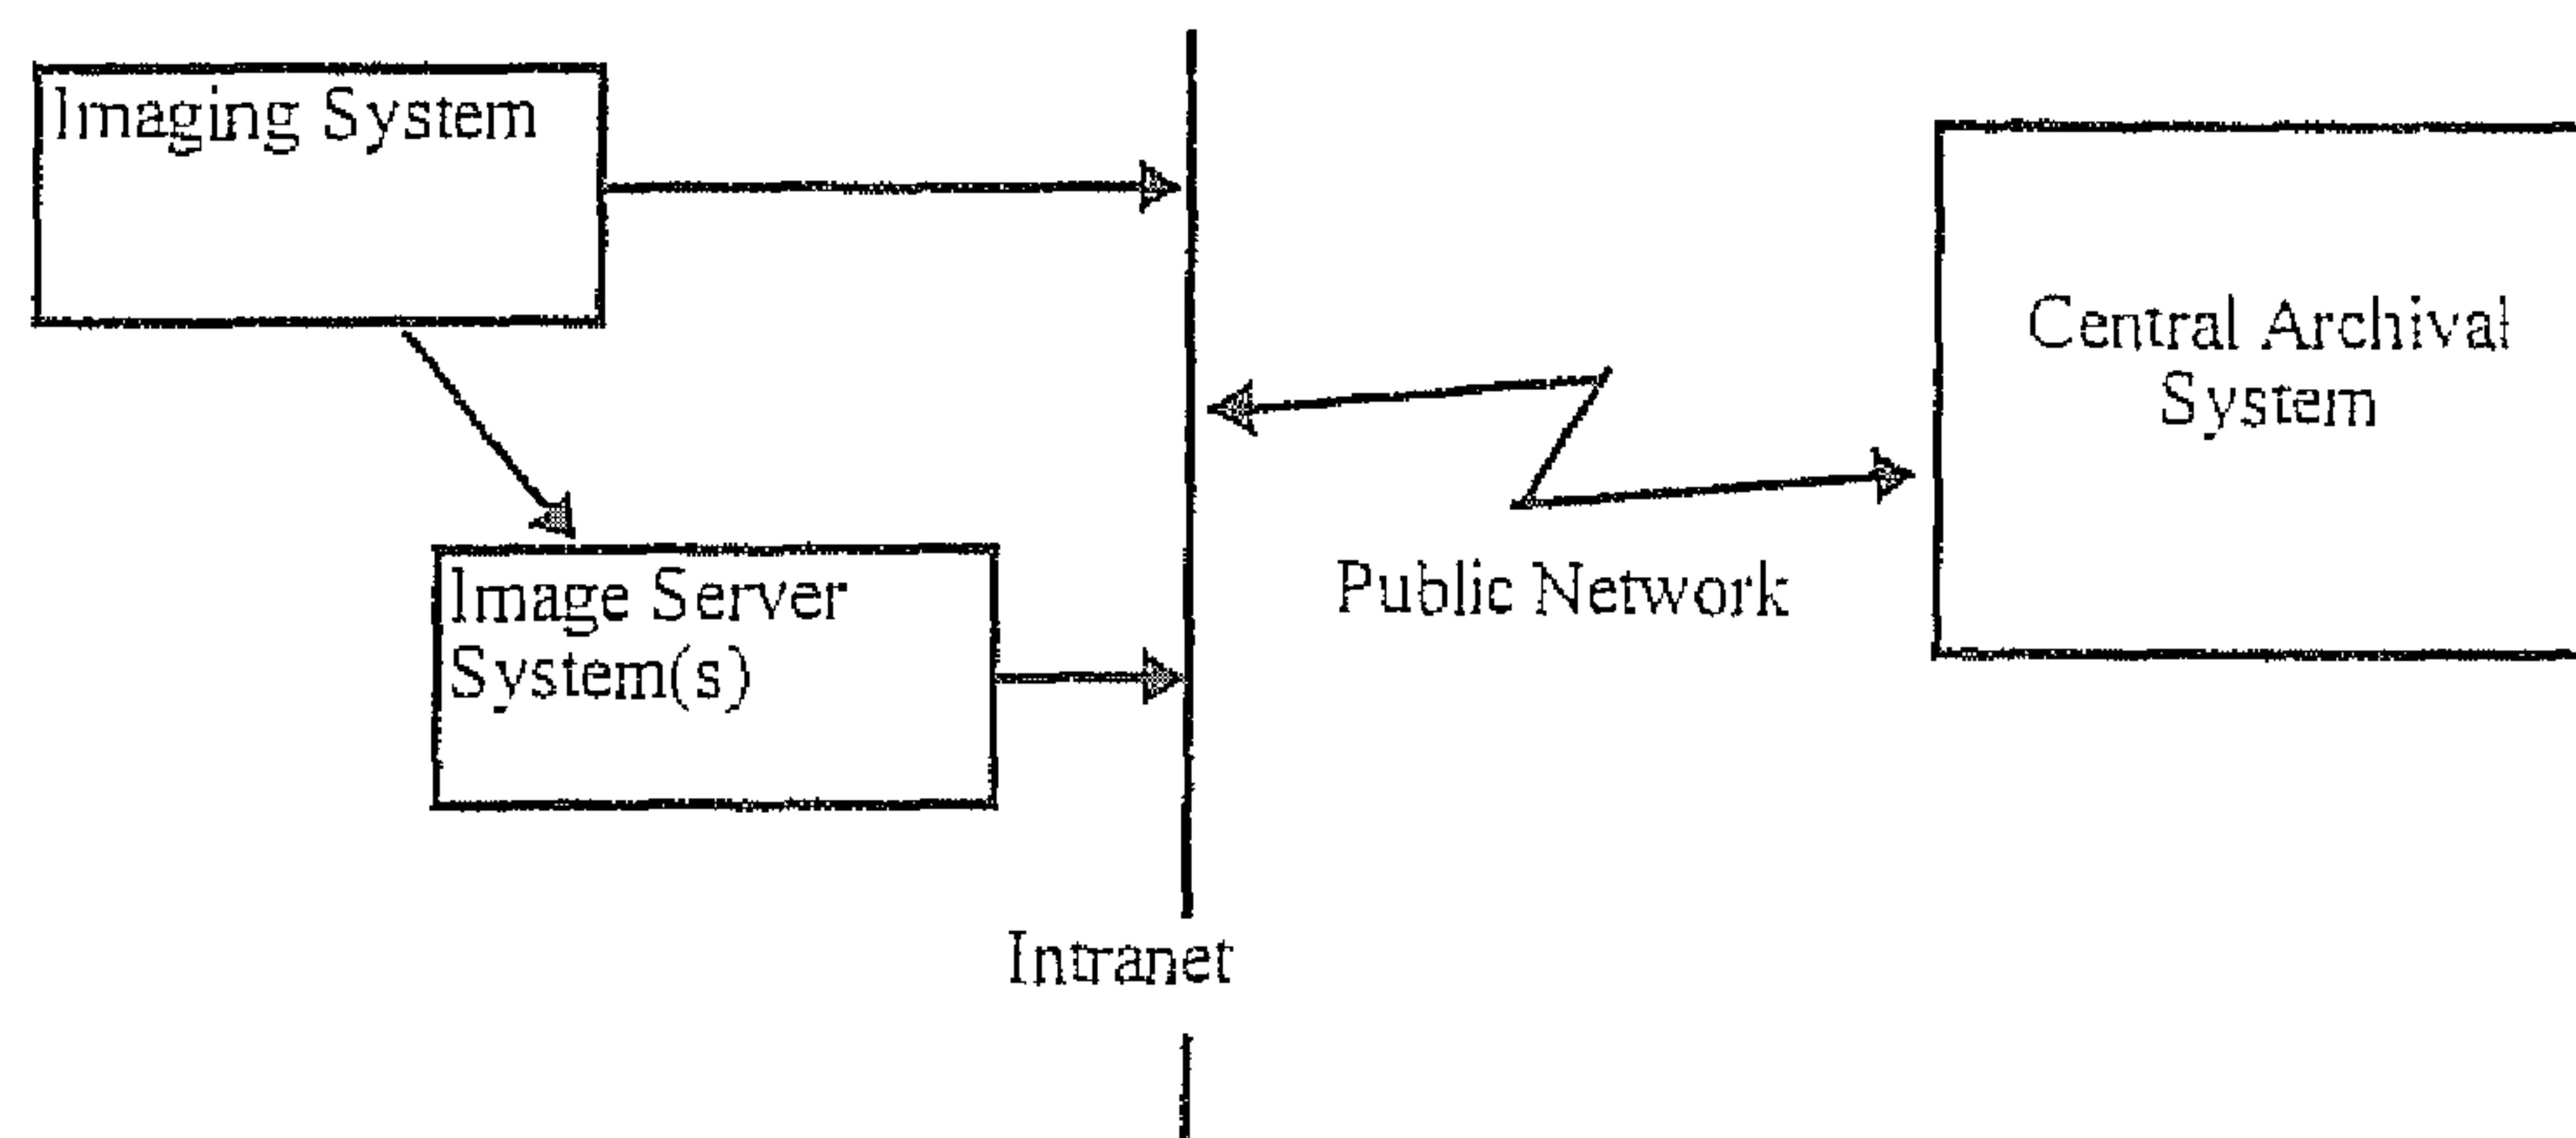 Imaging System
Central Archival
System
Image Server
System(s)
Public Network
Intranet